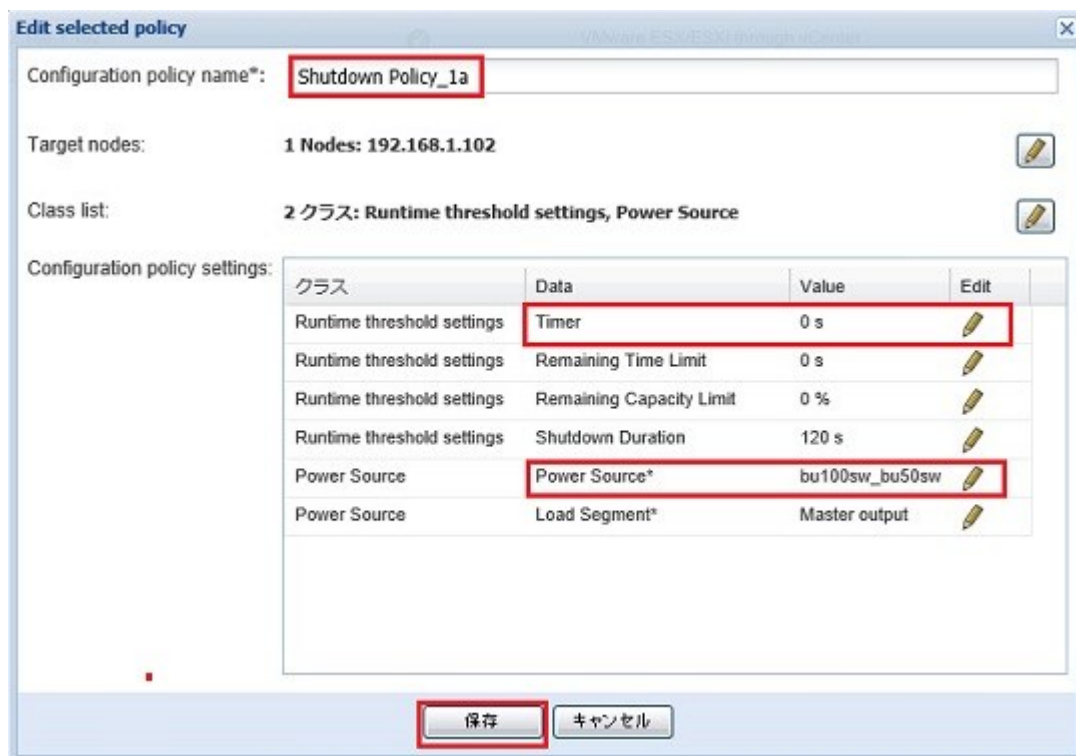 Edit selected policy
VMware ESX/ESXi through vCenter
Configuration policy name*: Shutdown Policy_1a
Target nodes: 1 Nodes: 192.168.1.102
Class list: 2 クラス: Runtime threshold settings, Power Source
Configuration policy settings:
クラス Data Value Edit
Runtime threshold settings Timer 0 s
Runtime threshold settings Remaining Time Limit 0 s
Runtime threshold settings Remaining Capacity Limit 0 %
Runtime threshold settings Shutdown Duration 120 s
Power Source Power Source* bu100sw_bu50sw
Power Source Load Segment* Master output
保存 キャンセル